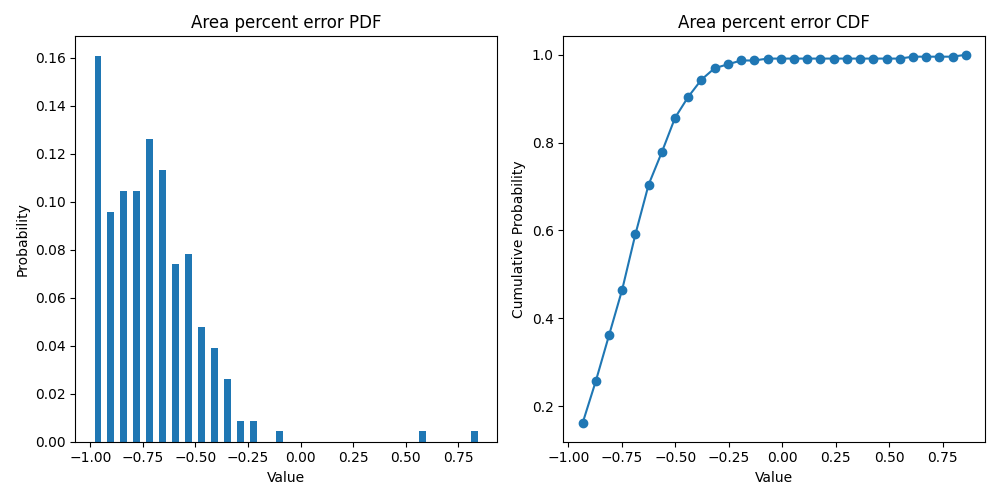 Area percent error PDF
Probability
0.16
0.14
0.12
0.10
0.08
0.06
0.04
0.02
0.00
−1.00 −0.75 −0.50 −0.25 0.00 0.25 0.50 0.75
Value
Area percent error CDF
Cumulative Probability
1.0
0.8
0.6
0.4
0.2
−1.00 −0.75 −0.50 −0.25 0.00 0.25 0.50 0.75
Value